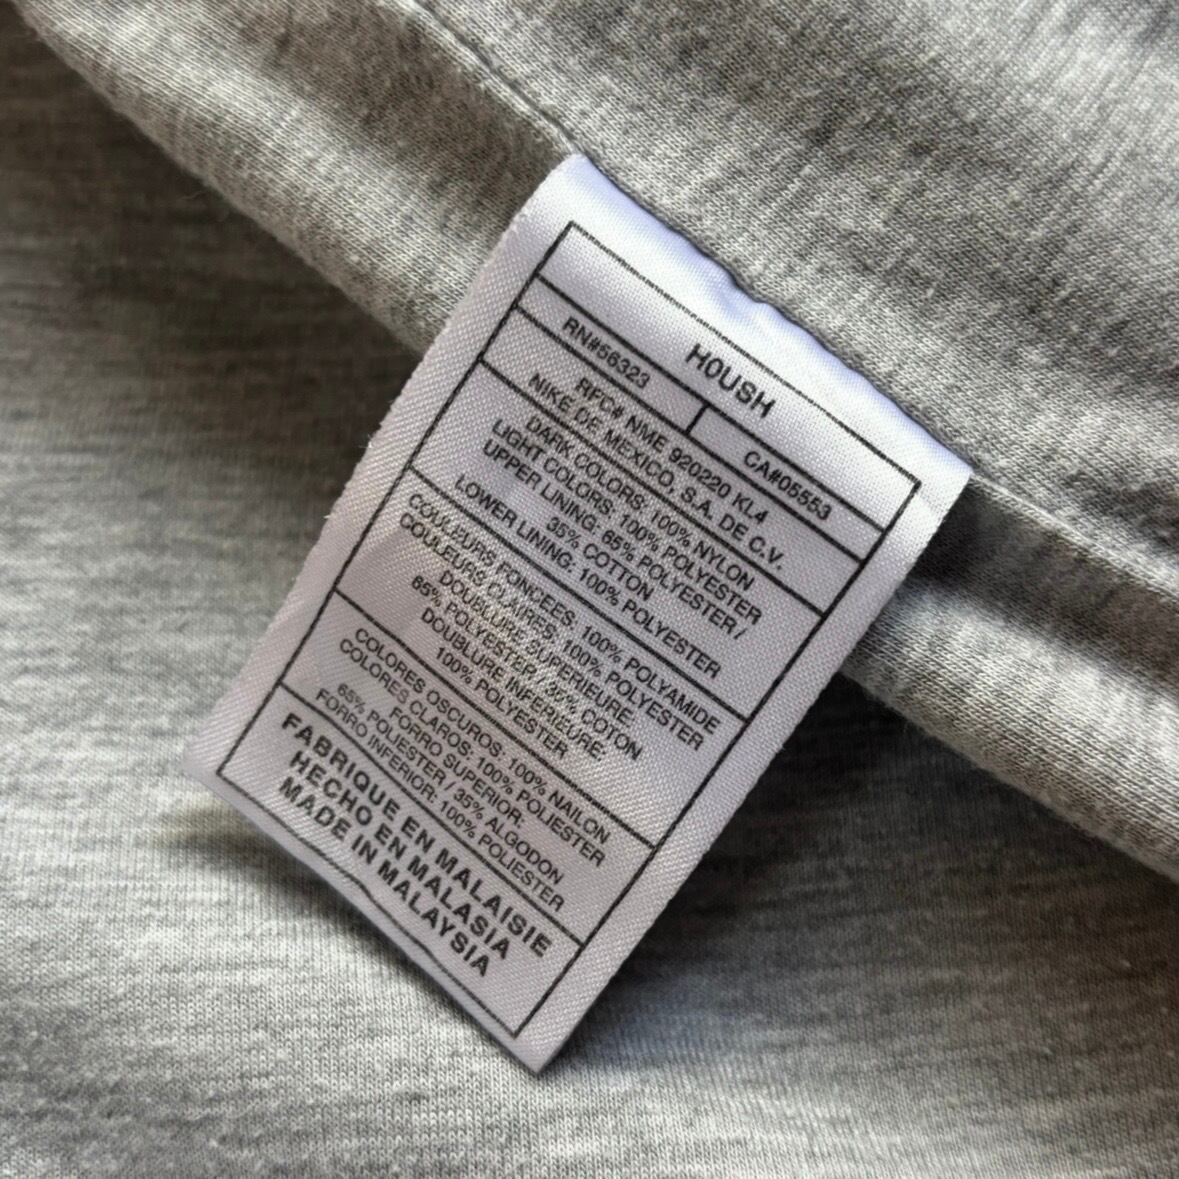 H0USH
RN#56323 CA#05553
RFC# NME 920220 KL4
NIKE DE MEXICO, S.A. DE C.V.
DARK COLORS: 100% NYLON
LIGHT COLORS: 100% POLYESTER
UPPER LINING: 65% POLYESTER/
35% COTTON
LOWER LINING: 100% POLYESTER
COULEURS FONCEES: 100% POLYAMIDE
COULEURS CLAIRES: 100% POLYESTER
DOUBLURE SUPERIEURE:
65% POLYESTER / 35% COTON
DOUBLURE INFERIEURE:
100% POLYESTER
COLORES OSCUROS: 100% NAILON
COLORES CLAROS: 100% POLIESTER
FORRO SUPERIOR:
65% POLIESTER / 35% ALGODON
FORRO INFERIOR: 100% POLIESTER
FABRIQUE EN MALAISIE
HECHO EN MALASIA
MADE IN MALAYSIA